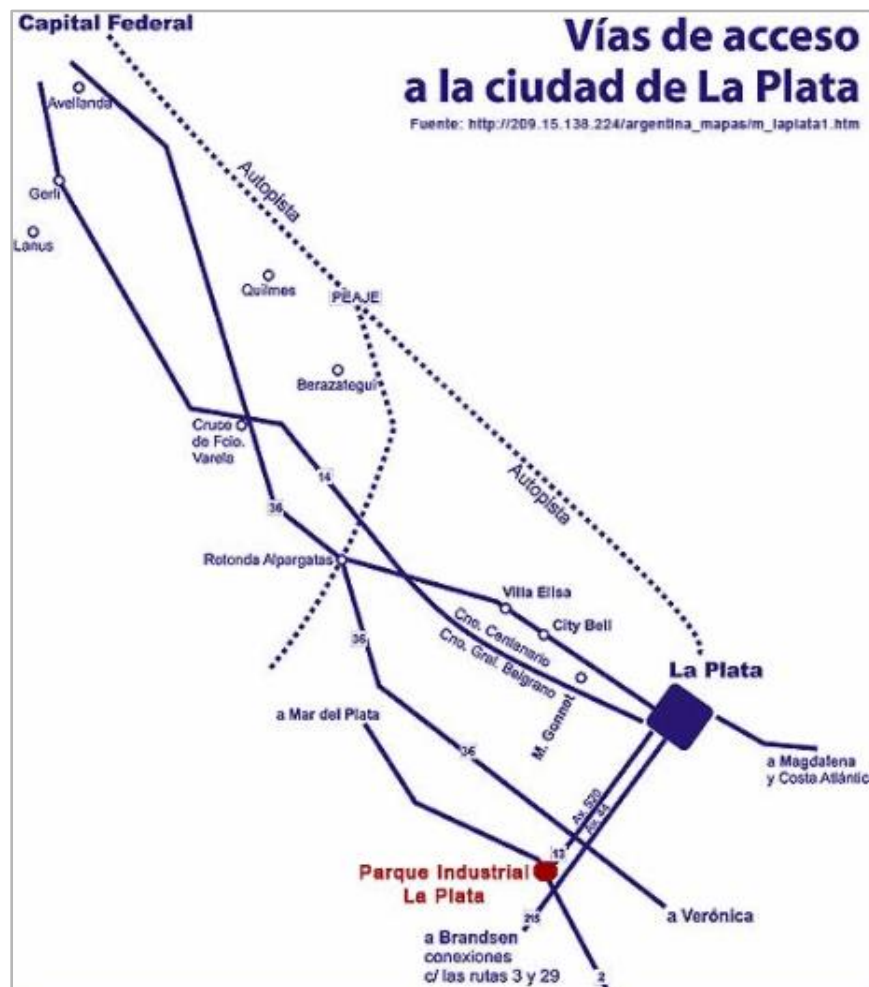 Capital Federal
Vías de acceso
a la ciudad de La Plata
Fuente: http://209.15.138.224/argentina_mapas/m_laplata1.htm
Avellanda
Autopista
Gerli
Lanus
Quilmes
PEAJE
Berazategui
Cruce
de Fcio.
Varela
14
Autopista
36
Rotonda Alpargatas
Villa Elisa
City Bell
Cno. Centenario
Cno. Gral. Belgrano
36
La Plata
a Mar del Plata
M. Gonnet
36
a Magdalena
y Costa Atlántic
Av. 520
Av. 44
13
Parque Industrial
La Plata
215
a Verónica
a Brandsen
conexiones
c/ las rutas 3 y 29
2